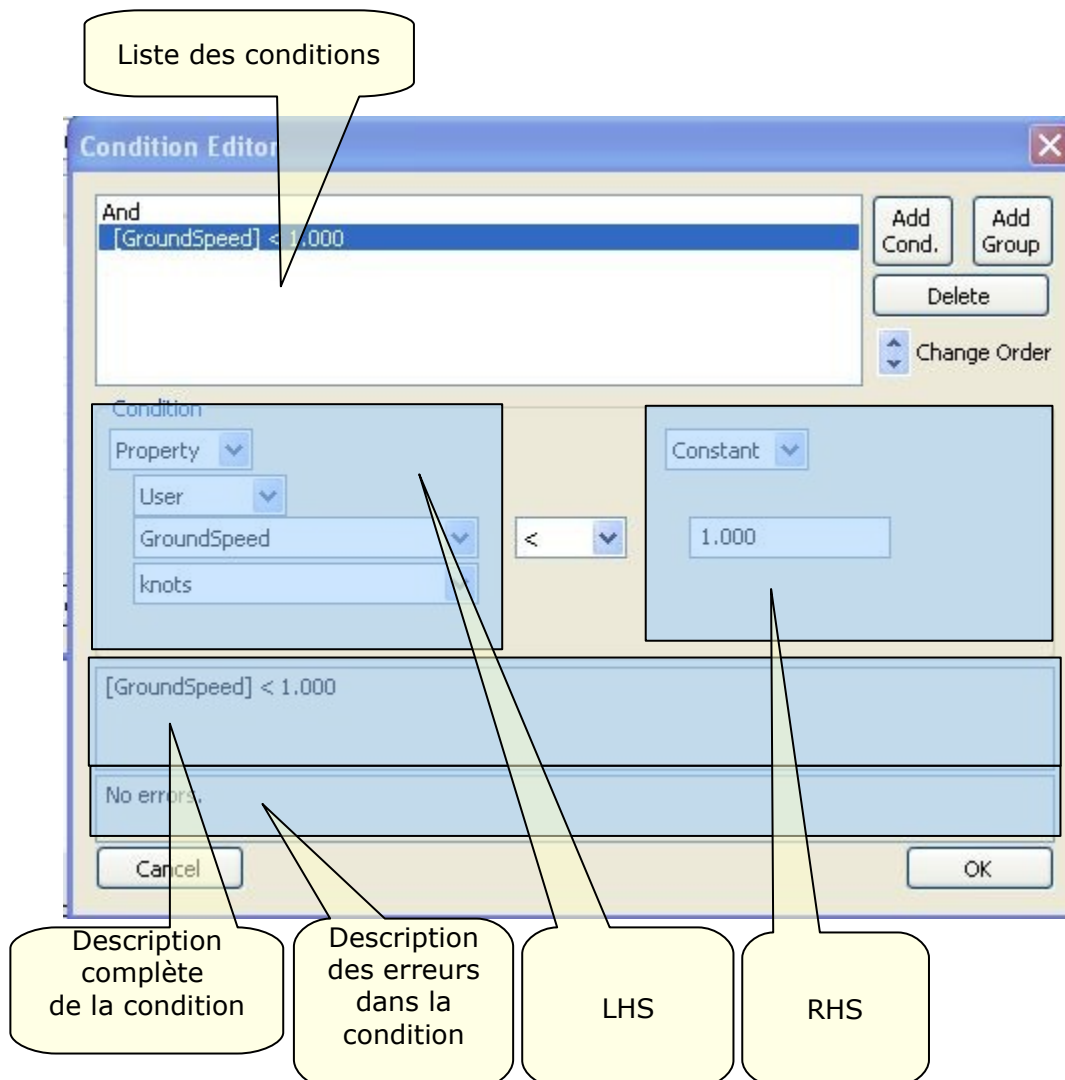 Liste des conditions
Condition Editor
And
[GroundSpeed] < 1.000
Add
Cond.
Add
Group
Delete
Change Order
Condition
Property
User
GroundSpeed
knots
<
Constant
1.000
[GroundSpeed] < 1.000
No errors.
Cancel
OK
Description
complète
de la condition
Description
des erreurs
dans la
condition
LHS
RHS